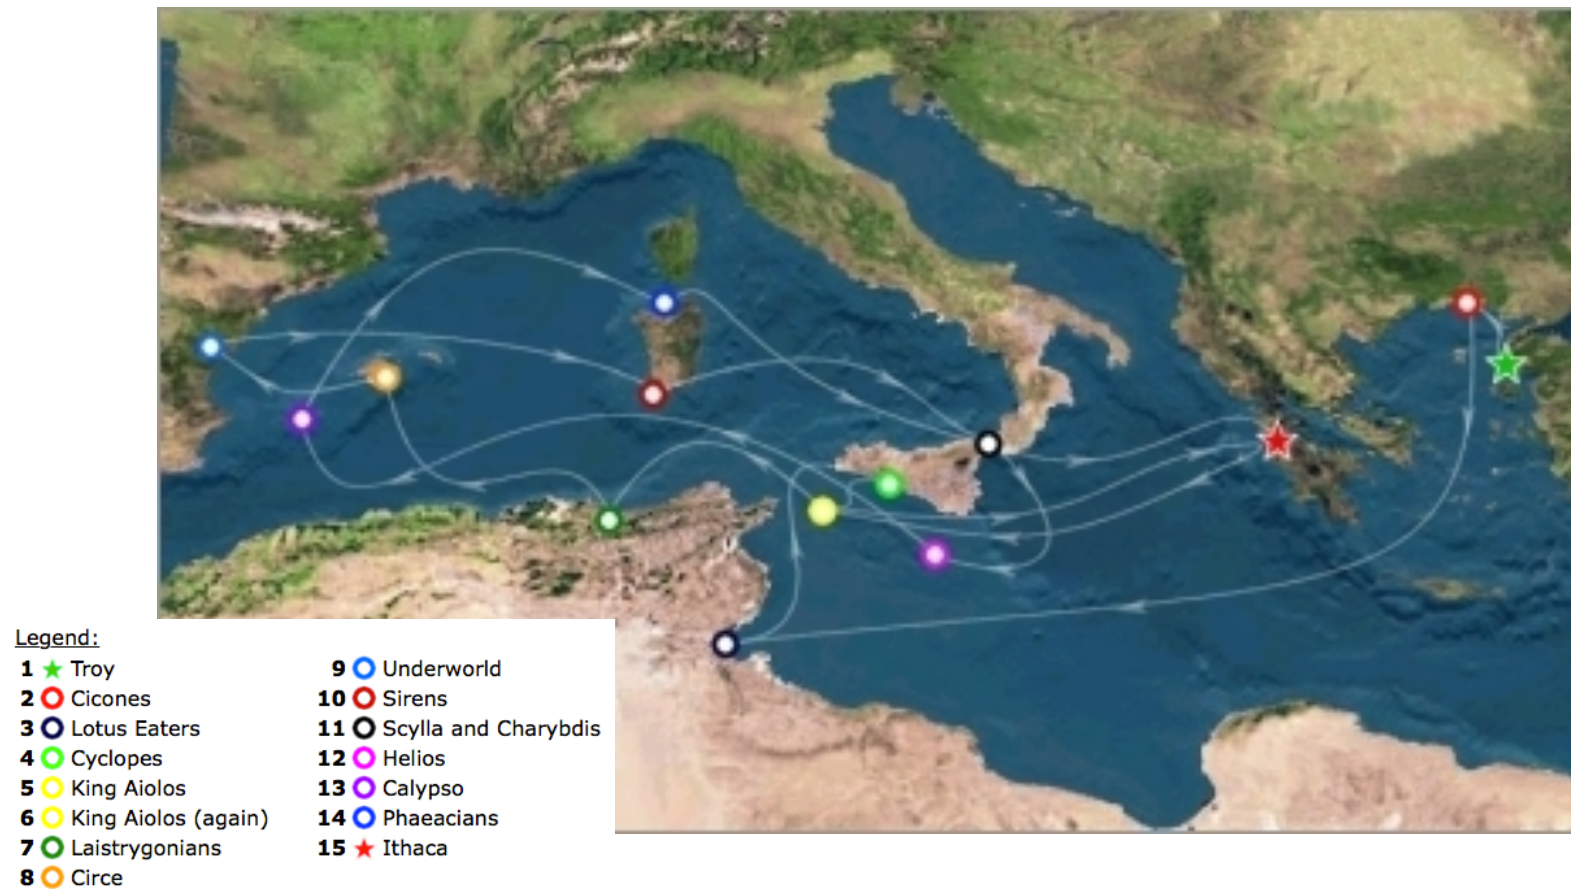 Legend:
1 Troy
2 Cicones
3 Lotus Eaters
4 Cyclopes
5 King Aiolos
6 King Aiolos (again)
7 Laistrygonians
8 Circe
9 Underworld
10 Sirens
11 Scylla and Charybdis
12 Helios
13 Calypso
14 Phaeacians
15 Ithaca